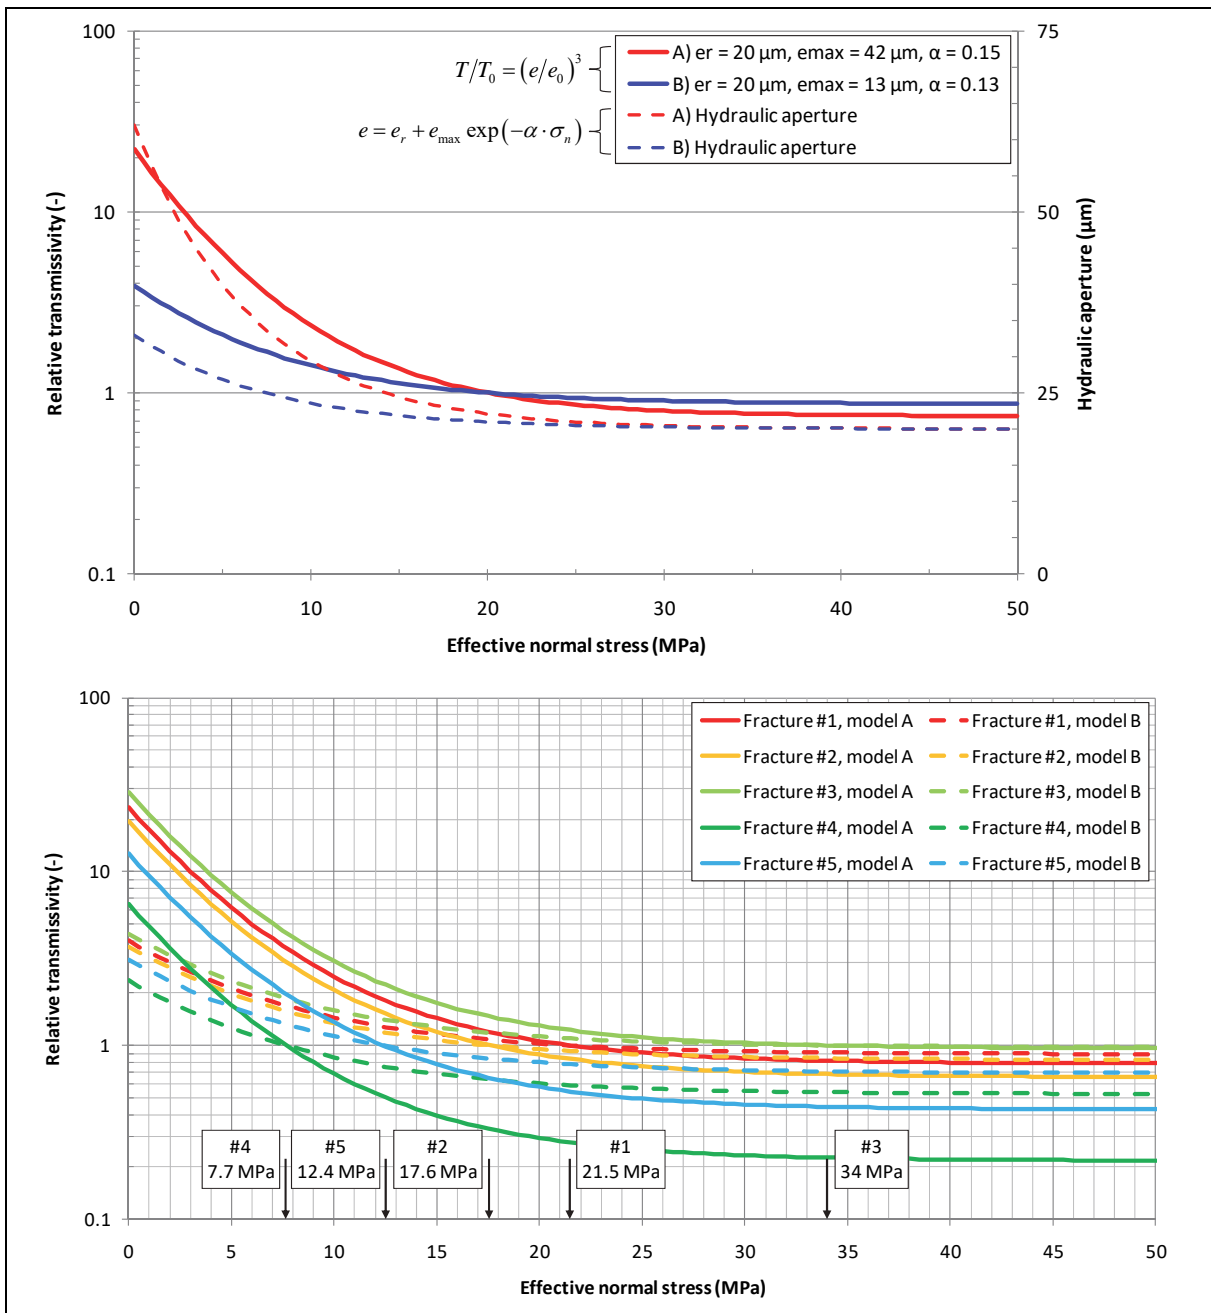 100
10
1
0.1
Relative transmissivity (-)
75
50
25
0
Hydraulic aperture (µm)
T/T₀ = (e/e₀)³
e = eᵣ + e_max exp(−α · σₙ)
A) er = 20 µm, emax = 42 µm, α = 0.15
B) er = 20 µm, emax = 13 µm, α = 0.13
A) Hydraulic aperture
B) Hydraulic aperture
0 10 20 30 40 50
Effective normal stress (MPa)
100
10
1
0.1
Relative transmissivity (-)
Fracture #1, model A Fracture #1, model B
Fracture #2, model A Fracture #2, model B
Fracture #3, model A Fracture #3, model B
Fracture #4, model A Fracture #4, model B
Fracture #5, model A Fracture #5, model B
#4
7.7 MPa
#5
12.4 MPa
#2
17.6 MPa
#1
21.5 MPa
#3
34 MPa
0 5 10 15 20 25 30 35 40 45 50
Effective normal stress (MPa)